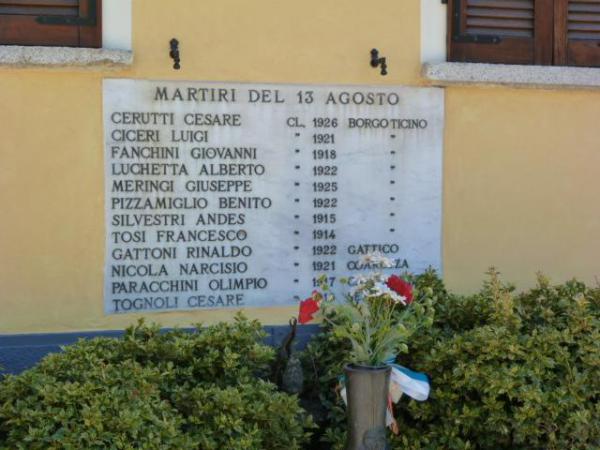 MARTIRI DEL 13 AGOSTO
CERUTTI CESARE CL. 1926 BORGO TICINO
CICERI LUIGI " 1921 "
FANCHINI GIOVANNI " 1918 "
LUCHETTA ALBERTO " 1922 "
MERINGI GIUSEPPE " 1925 "
PIZZAMIGLIO BENITO " 1922 "
SILVESTRI ANDES " 1915 "
TOSI FRANCESCO " 1914 "
GATTONI RINALDO " 1922 GATTICO
NICOLA NARCISIO " 1921
PARACCHINI OLIMPIO "
TOGNOLI CESARE "